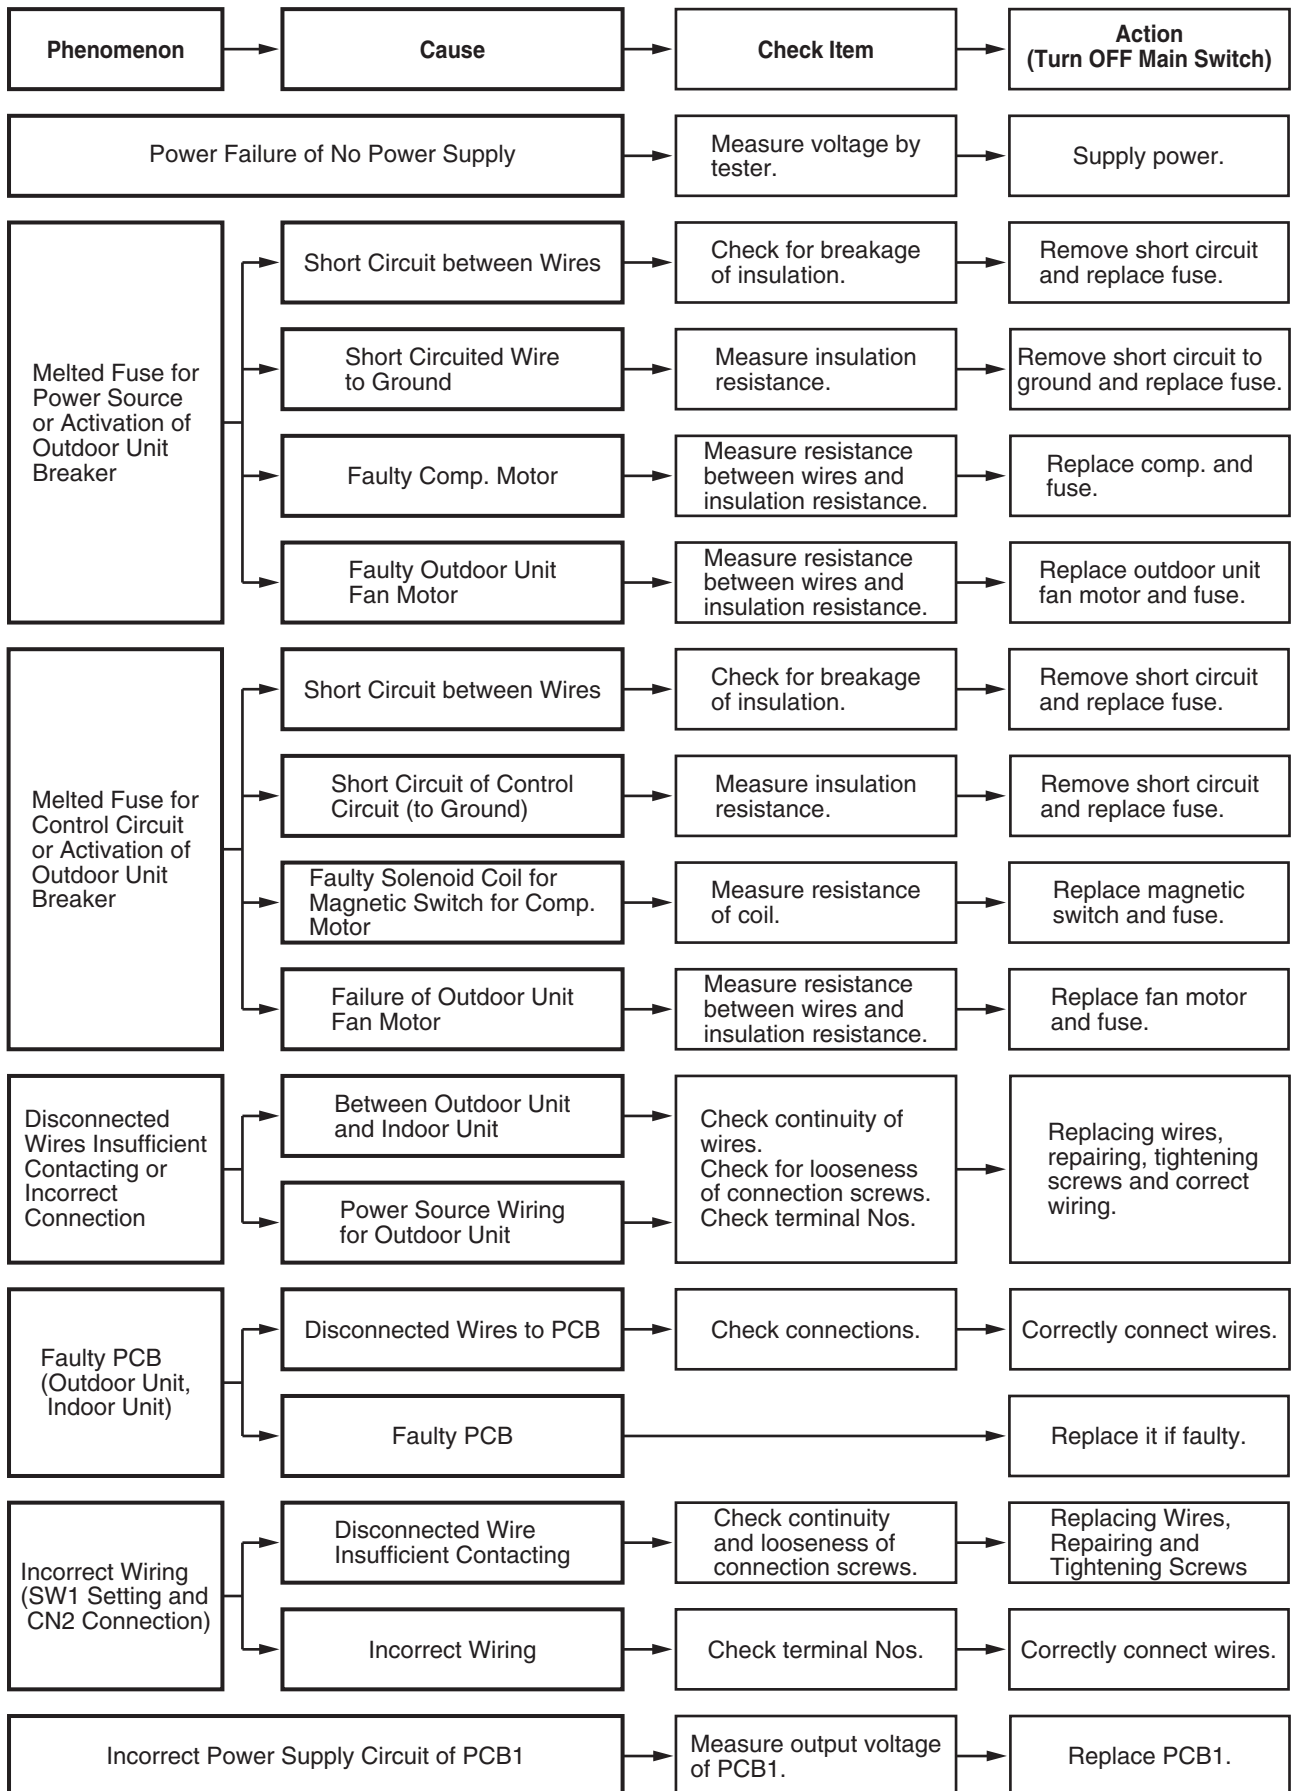 Phenomenon
Cause
Check Item
Action
(Turn OFF Main Switch)
Power Failure of No Power Supply
Measure voltage by
tester.
Supply power.
Melted Fuse for
Power Source
or Activation of
Outdoor Unit
Breaker
Short Circuit between Wires
Check for breakage
of insulation.
Remove short circuit
and replace fuse.
Short Circuited Wire
to Ground
Measure insulation
resistance.
Remove short circuit to
ground and replace fuse.
Faulty Comp. Motor
Measure resistance
between wires and
insulation resistance.
Replace comp. and
fuse.
Faulty Outdoor Unit
Fan Motor
Measure resistance
between wires and
insulation resistance.
Replace outdoor unit
fan motor and fuse.
Melted Fuse for
Control Circuit
or Activation of
Outdoor Unit
Breaker
Short Circuit between Wires
Check for breakage
of insulation.
Remove short circuit
and replace fuse.
Short Circuit of Control
Circuit (to Ground)
Measure insulation
resistance.
Remove short circuit
and replace fuse.
Faulty Solenoid Coil for
Magnetic Switch for Comp.
Motor
Measure resistance
of coil.
Replace magnetic
switch and fuse.
Failure of Outdoor Unit
Fan Motor
Measure resistance
between wires and
insulation resistance.
Replace fan motor
and fuse.
Disconnected
Wires Insufficient
Contacting or
Incorrect
Connection
Between Outdoor Unit
and Indoor Unit
Power Source Wiring
for Outdoor Unit
Check continuity of
wires.
Check for looseness
of connection screws.
Check terminal Nos.
Replacing wires,
repairing, tightening
screws and correct
wiring.
Faulty PCB
(Outdoor Unit,
Indoor Unit)
Disconnected Wires to PCB
Check connections.
Correctly connect wires.
Faulty PCB
Replace it if faulty.
Incorrect Wiring
(SW1 Setting and
CN2 Connection)
Disconnected Wire
Insufficient Contacting
Check continuity
and looseness of
connection screws.
Replacing Wires,
Repairing and
Tightening Screws
Incorrect Wiring
Check terminal Nos.
Correctly connect wires.
Incorrect Power Supply Circuit of PCB1
Measure output voltage
of PCB1.
Replace PCB1.